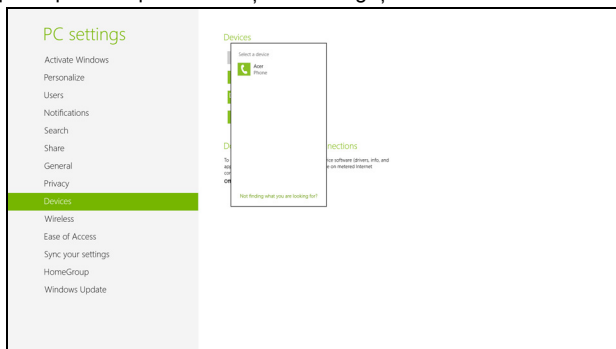 PC settings
Activate Windows
Personalize
Users
Notifications
Search
Share
General
Privacy
Devices
Wireless
Ease of Access
Sync your settings
HomeGroup
Windows Update
Devices
Select a device
Acer
Phone
Not finding what you are looking for?
nections
ce software (drivers, info, and
e on metered Internet